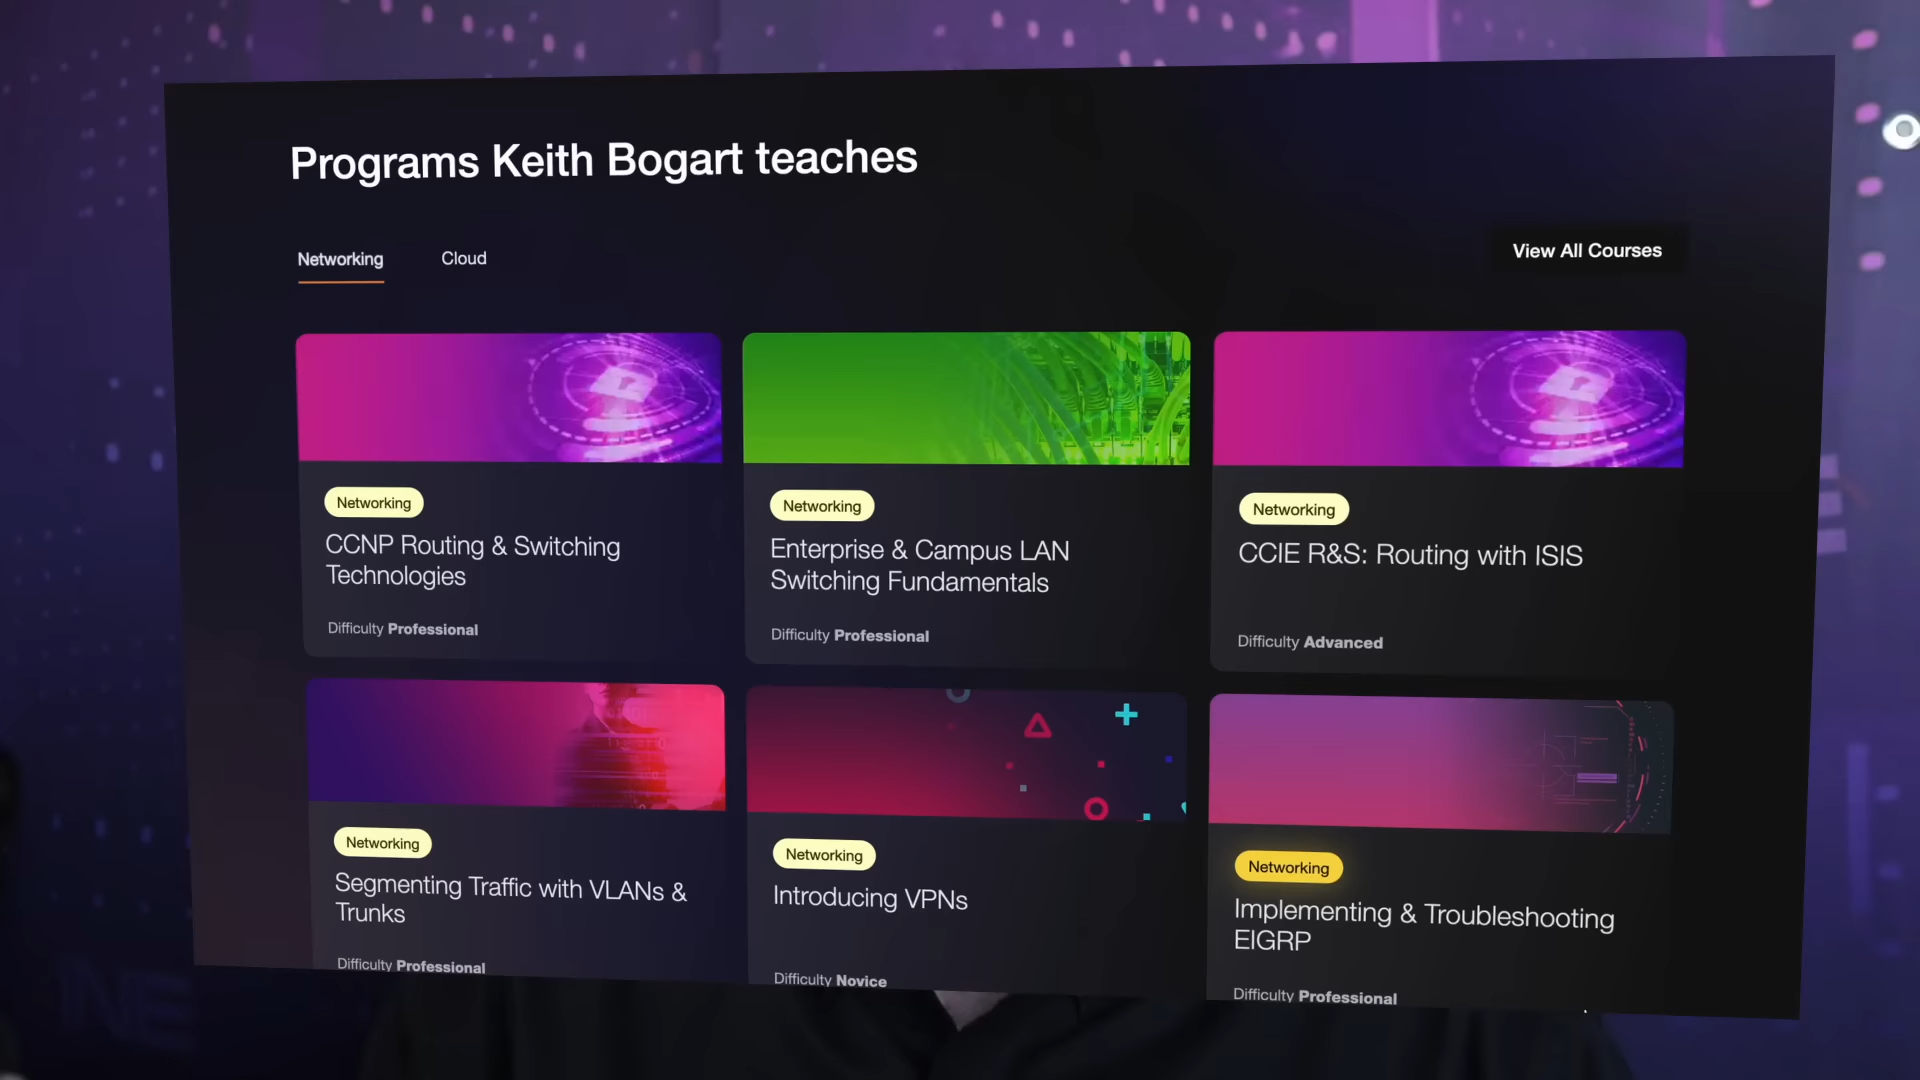 Programs Keith Bogart teaches
Networking
Cloud
View All Courses
Networking
CCNP Routing & Switching
Technologies
Difficulty Professional
Networking
Enterprise & Campus LAN
Switching Fundamentals
Difficulty Professional
Networking
CCIE R&S: Routing with ISIS
Difficulty Advanced
Networking
Segmenting Traffic with VLANs &
Trunks
Difficulty Professional
Networking
Introducing VPNs
Difficulty Novice
Networking
Implementing & Troubleshooting
EIGRP
Difficulty Professional
INE